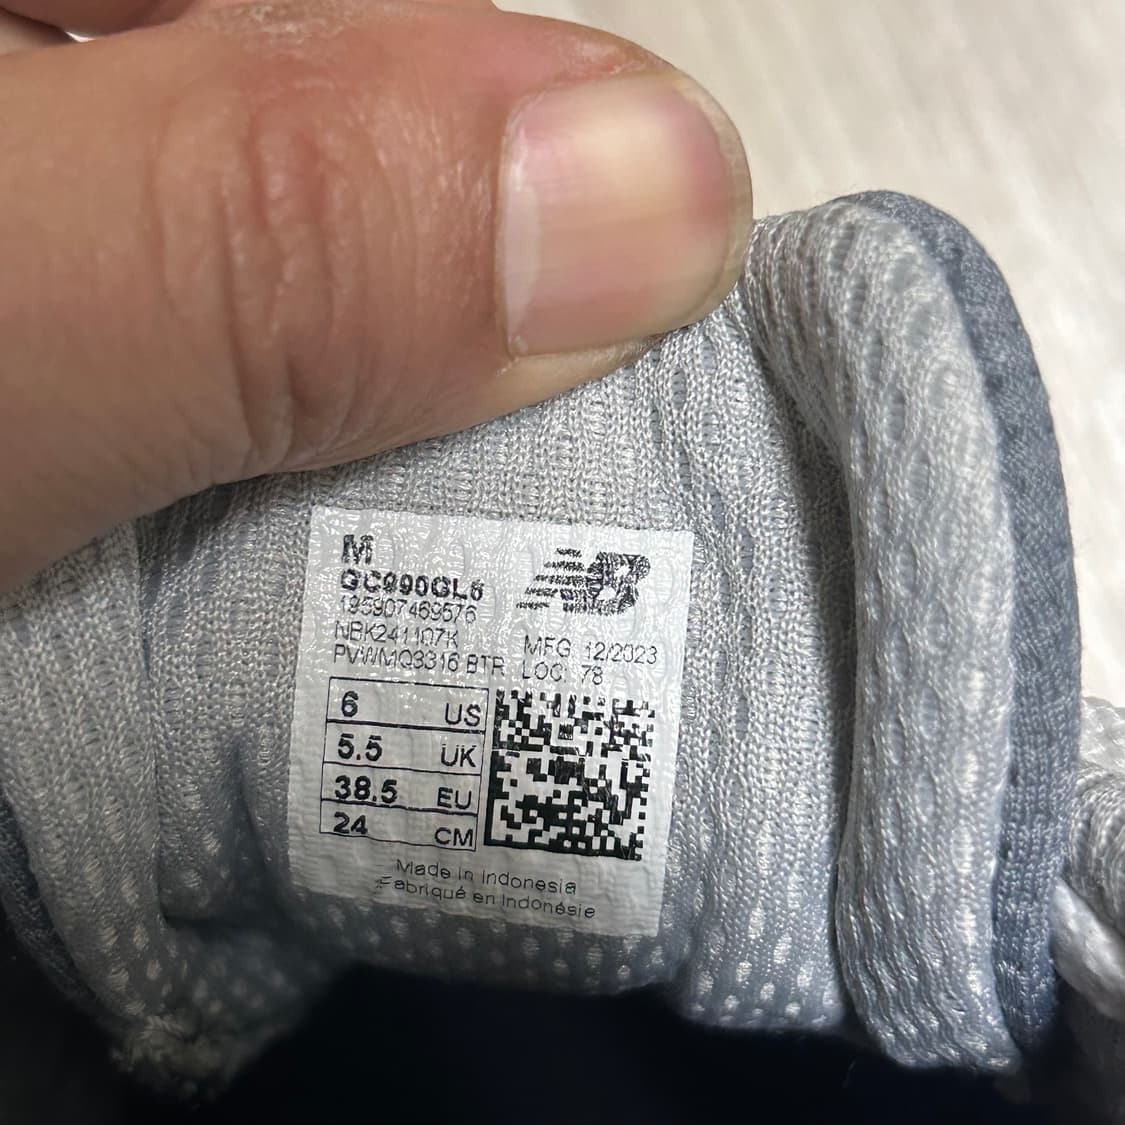 M
GC990GL6
195907469576
NBK241107K
PVWMQ3316 BTR
NB
MFG 12/2023
LOC: 78
6 US
5.5 UK
38.5 EU
24 CM
Made in Indonesia
Fabriqué en Indonésie